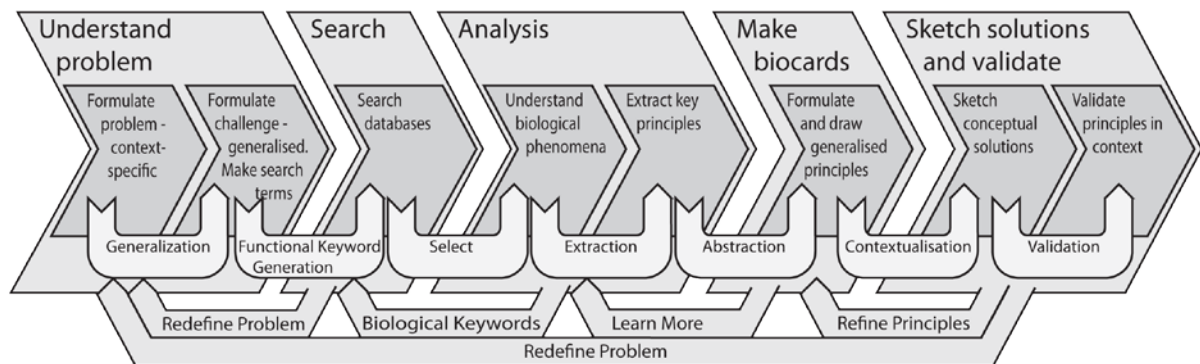 Understand
problem
Search
Analysis
Make
biocards
Sketch solutions
and validate
Formulate
problem -
context-
specific
Formulate
challenge -
generalised.
Make search
terms
Search
databases
Understand
biological
phenomena
Extract key
principles
Formulate
and draw
generalised
principles
Sketch
conceptual
solutions
Validate
principles in
context
Generalization
Functional Keyword
Generation
Select
Extraction
Abstraction
Contextualisation
Validation
Redefine Problem
Biological Keywords
Learn More
Refine Principles
Redefine Problem